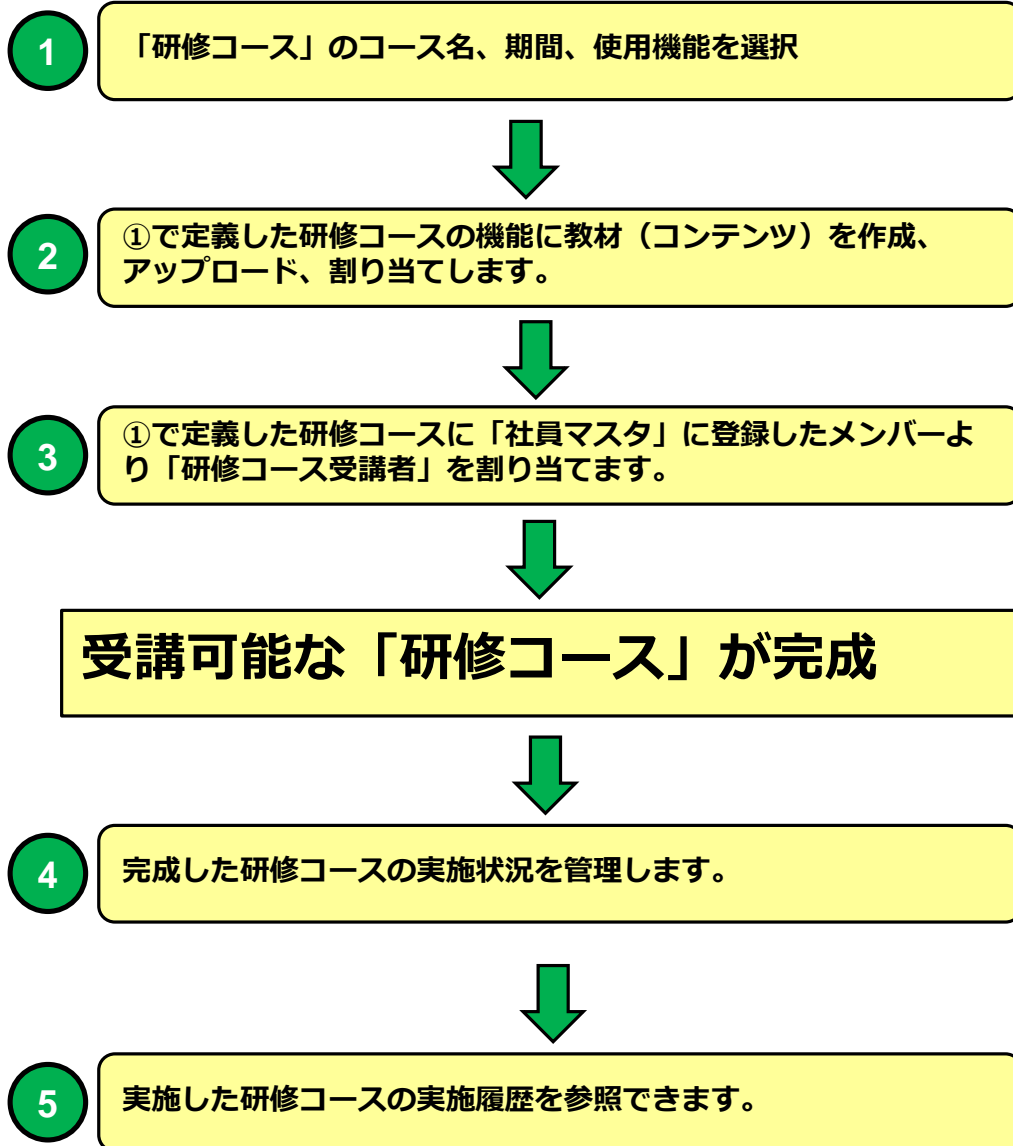 1
「研修コース」のコース名、期間、使用機能を選択
2
①で定義した研修コースの機能に教材（コンテンツ）を作成、
アップロード、割り当てします。
3
①で定義した研修コースに「社員マスタ」に登録したメンバーよ
り「研修コース受講者」を割り当てます。
受講可能な「研修コース」が完成
4
完成した研修コースの実施状況を管理します。
5
実施した研修コースの実施履歴を参照できます。